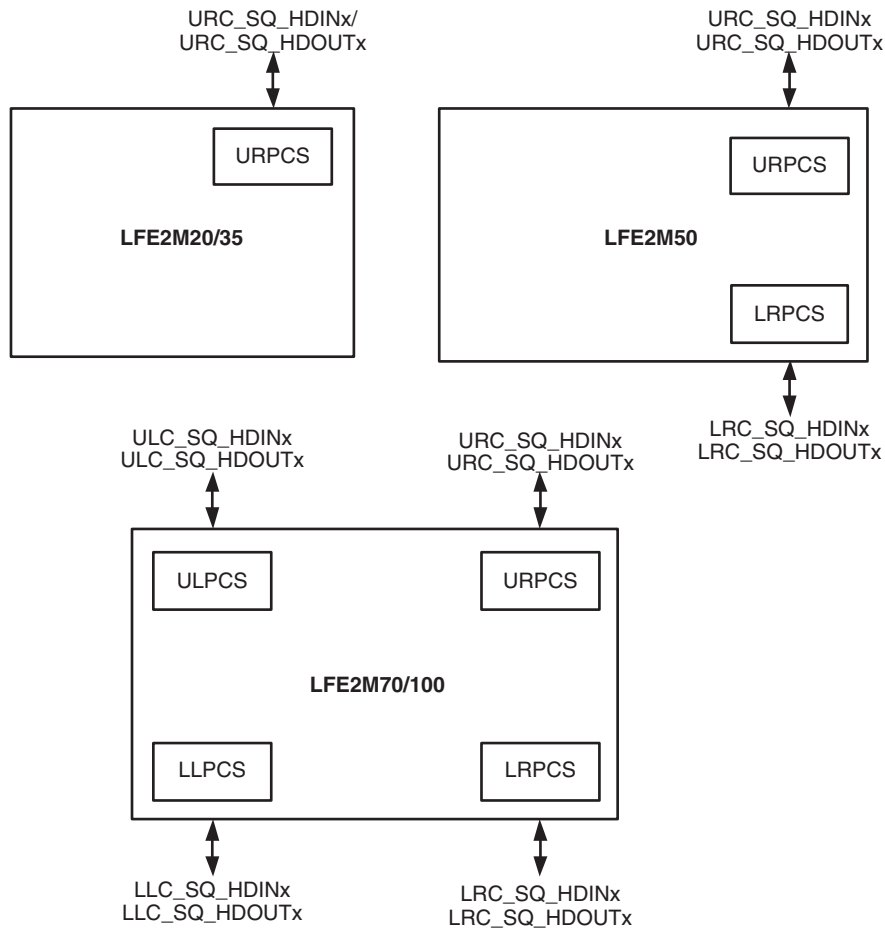 URC_SQ_HDINx/
URC_SQ_HDOUTx
URPCS
LFE2M20/35
URC_SQ_HDINx
URC_SQ_HDOUTx
URPCS
LFE2M50
LRPCS
LRC_SQ_HDINx
LRC_SQ_HDOUTx
ULC_SQ_HDINx
ULC_SQ_HDOUTx
URC_SQ_HDINx
URC_SQ_HDOUTx
ULPCS
URPCS
LFE2M70/100
LLPCS
LRPCS
LLC_SQ_HDINx
LLC_SQ_HDOUTx
LRC_SQ_HDINx
LRC_SQ_HDOUTx